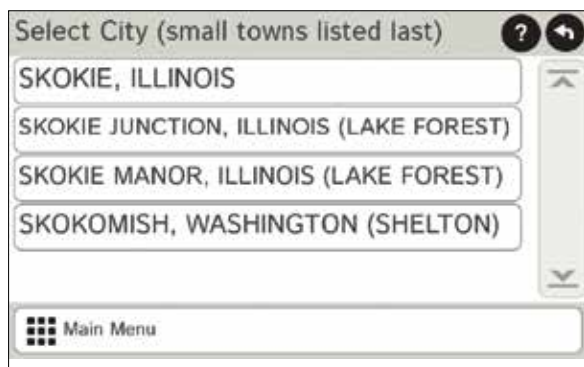 Select City (small towns listed last) ?
SKOKIE, ILLINOIS
SKOKIE JUNCTION, ILLINOIS (LAKE FOREST)
SKOKIE MANOR, ILLINOIS (LAKE FOREST)
SKOKOMISH, WASHINGTON (SHELTON)
Main Menu